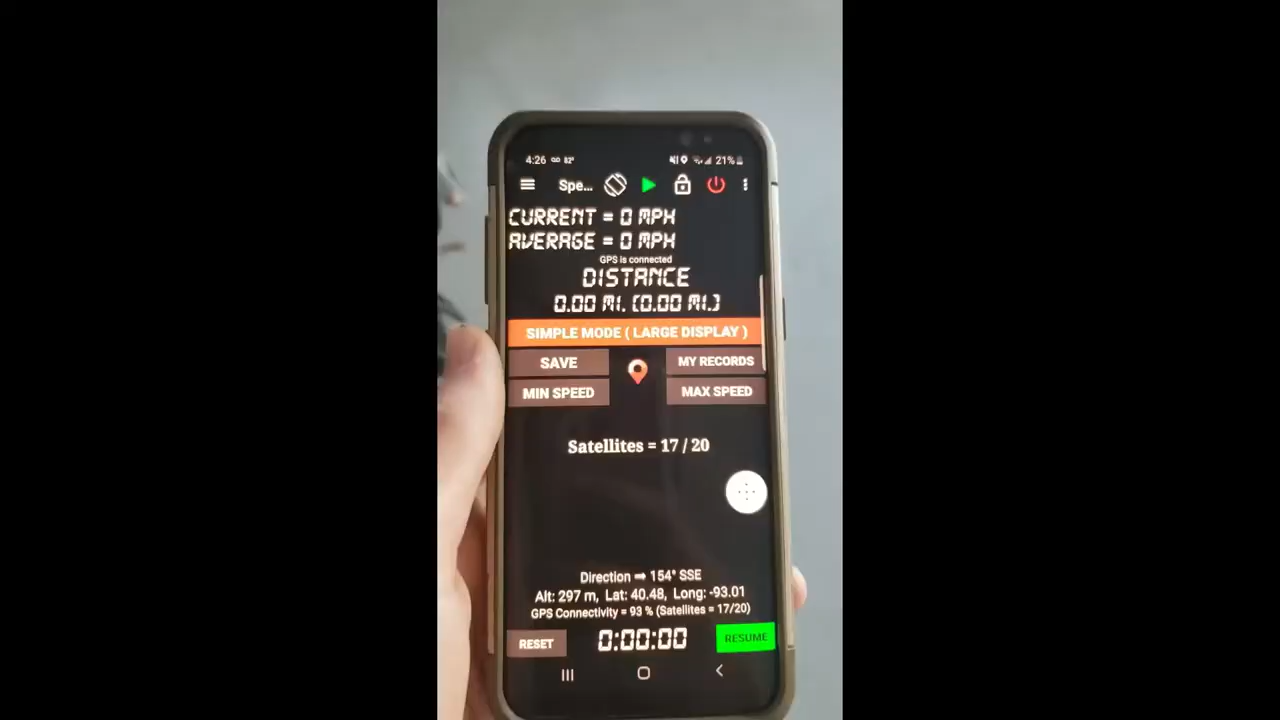 4:26 82° 21%
Spe...
CURRENT = 0 MPH
AVERAGE = 0 MPH
GPS is connected
DISTANCE
0.00 MI. (0.00 MI.)
SIMPLE MODE ( LARGE DISPLAY )
SAVE MY RECORDS
MIN SPEED MAX SPEED
Satellites = 17 / 20
Direction ➡ 154° SSE
Alt: 297 m, Lat: 40.48, Long: -93.01
GPS Connectivity = 93 % (Satellites = 17/20)
RESET 0:00:00 RESUME